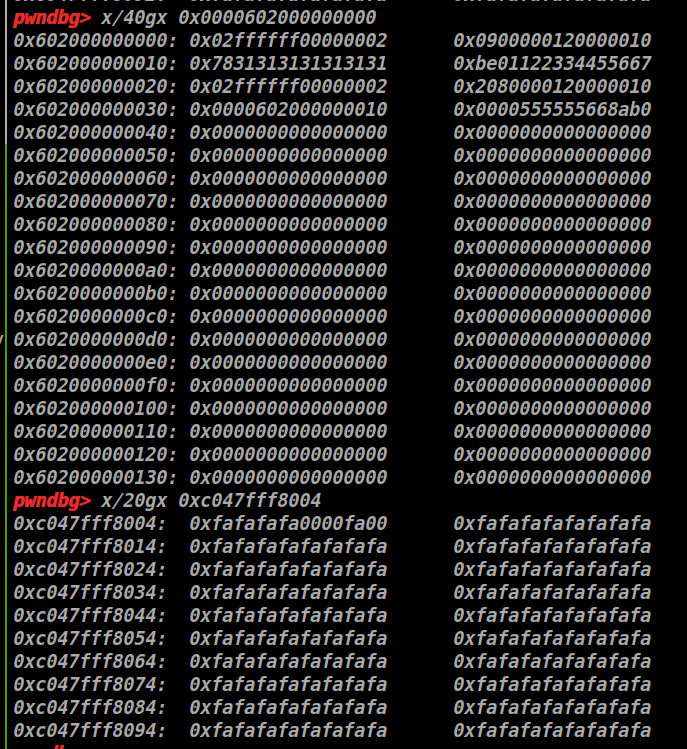 pwndbg> x/40gx 0x0000602000000000
0x602000000000: 0x02ffffff00000002 0x0900000120000010
0x602000000010: 0x7831313131313131 0xbe01122334455667
0x602000000020: 0x02ffffff00000002 0x2080000120000010
0x602000000030: 0x0000602000000010 0x0000555555668ab0
0x602000000040: 0x0000000000000000 0x0000000000000000
0x602000000050: 0x0000000000000000 0x0000000000000000
0x602000000060: 0x0000000000000000 0x0000000000000000
0x602000000070: 0x0000000000000000 0x0000000000000000
0x602000000080: 0x0000000000000000 0x0000000000000000
0x602000000090: 0x0000000000000000 0x0000000000000000
0x6020000000a0: 0x0000000000000000 0x0000000000000000
0x6020000000b0: 0x0000000000000000 0x0000000000000000
0x6020000000c0: 0x0000000000000000 0x0000000000000000
0x6020000000d0: 0x0000000000000000 0x0000000000000000
0x6020000000e0: 0x0000000000000000 0x0000000000000000
0x6020000000f0: 0x0000000000000000 0x0000000000000000
0x602000000100: 0x0000000000000000 0x0000000000000000
0x602000000110: 0x0000000000000000 0x0000000000000000
0x602000000120: 0x0000000000000000 0x0000000000000000
0x602000000130: 0x0000000000000000 0x0000000000000000
pwndbg> x/20gx 0xc047fff8004
0xc047fff8004: 0xfafafafa0000fa00 0xfafafafafafafafa
0xc047fff8014: 0xfafafafafafafafa 0xfafafafafafafafa
0xc047fff8024: 0xfafafafafafafafa 0xfafafafafafafafa
0xc047fff8034: 0xfafafafafafafafa 0xfafafafafafafafa
0xc047fff8044: 0xfafafafafafafafa 0xfafafafafafafafa
0xc047fff8054: 0xfafafafafafafafa 0xfafafafafafafafa
0xc047fff8064: 0xfafafafafafafafa 0xfafafafafafafafa
0xc047fff8074: 0xfafafafafafafafa 0xfafafafafafafafa
0xc047fff8084: 0xfafafafafafafafa 0xfafafafafafafafa
0xc047fff8094: 0xfafafafafafafafa 0xfafafafafafafafa